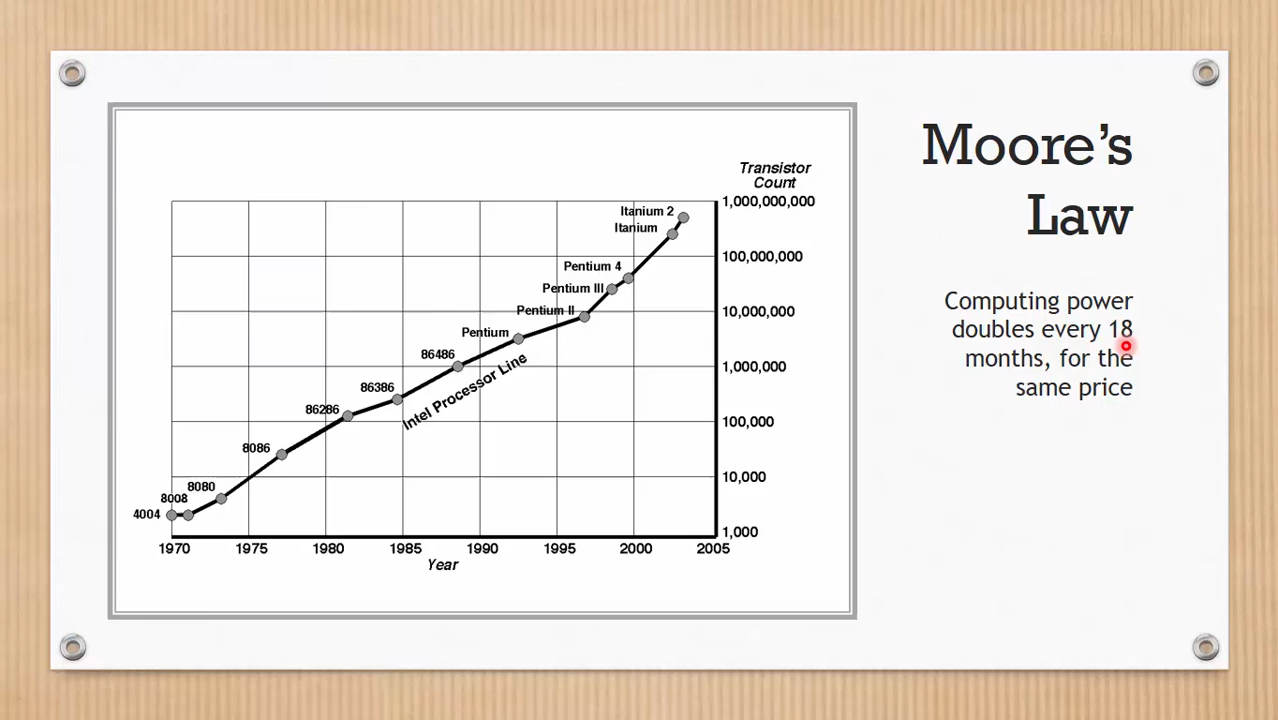 Moore's
Law
Computing power
doubles every 18
months, for the
same price
Transistor
Count
1,000,000,000
100,000,000
10,000,000
1,000,000
100,000
10,000
1,000
Itanium 2
Itanium
Pentium 4
Pentium III
Pentium II
Pentium
86486
86386
86286
8086
8080
8008
4004
Intel Processor Line
1970 1975 1980 1985 1990 1995 2000 2005
Year